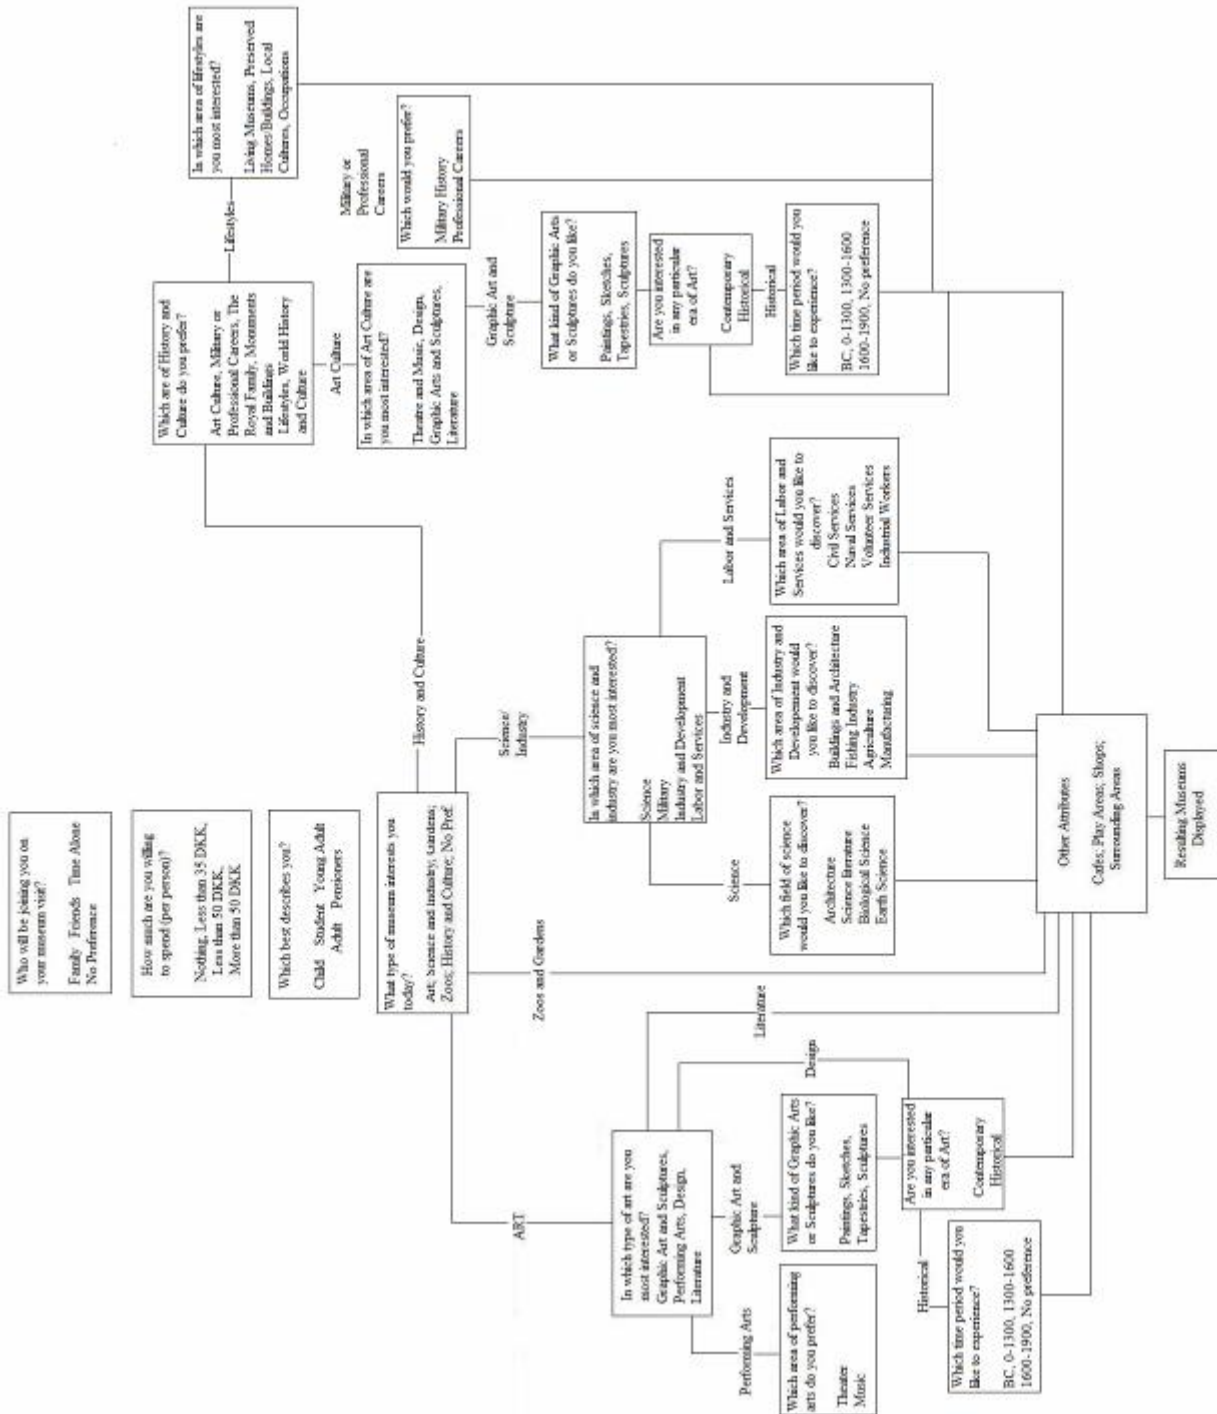 Who will be joining you on
your museum visit?
Family Friends Time Alone
No Preference
How much are you willing
to spend (per person)?
Nothing, Less than 35 DKK,
Less than 50 DKK,
More than 50 DKK
Which best describes you?
Child Student Young Adult
Adult Pensioners
What type of museum interests you
today?
Art; Science and Industry; Gardens;
Zoos; History and Culture; No Pref.
ART
Zoos and Gardens
Science/
Industry
History and Culture
In which type of art are you
most interested?
Graphic Art and Sculptures,
Performing Arts, Design,
Literature
Performing Arts
Graphic Art and
Sculpture
Design
Literature
Which area of performing
arts do you prefer?
Theater
Music
What kind of Graphic Arts
or Sculptures do you like?
Paintings, Sketches,
Tapestries, Sculptures
Are you interested
in any particular
era of Art?
Contemporary
Historical
Historical
Which time period would you
like to experience?
BC, 0-1300, 1300-1600
1600-1900, No preference
In which area of science and
industry are you most interested?
Science
Military
Industry and Development
Labor and Services
Science
Industry and
Development
Labor and Services
Which field of science
would you like to discover?
Architecture
Science literature
Biological Science
Earth Science
Which area of Industry and
Developement would
you like to discover?
Buildings and Architecture
Fishing Industry
Agriculture
Manufacturing
Which area of Labor and
Services would you like to
discover?
Civil Services
Naval Services
Volunteer Services
Industrial Workers
Which are of History and
Culture do you prefer?
Art Culture, Military or
Professional Careers, The
Royal Family, Monuments
and Buildings
Lifestyles, World History
and Culture
Art Culture
Lifestyles
In which area of lifestyles are
you most interested?
Living Museums, Preserved
Homes/Buildings, Local
Cultures, Occupations
In which area of Art Culture are
you most interested?
Theatre and Music, Design,
Graphic Arts and Sculptures,
Literature
Military or
Professional
Careers
Which would you prefer?
Military History
Professional Careers
Graphic Art and
Sculpture
What kind of Graphic Arts
or Sculptures do you like?
Paintings, Sketches,
Tapestries, Sculptures
Are you interested
in any particular
era of Art?
Contemporary
Historical
Historical
Which time period would you
like to experience?
BC, 0-1300, 1300-1600
1600-1900, No preference
Other Attributes
Cafes; Play Areas; Shops;
Surrounding Areas
Resulting Museums
Displayed